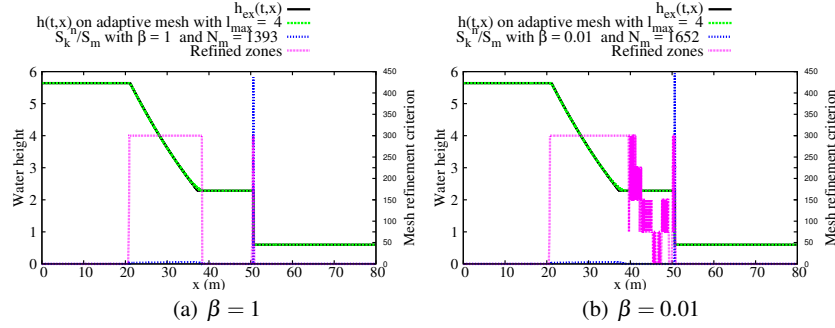 h_ex(t,x)
h(t,x) on adaptive mesh with l_max = 4
S_k^n/S_m with β = 1 and N_m = 1393
Refined zones
Water height
6
5
4
3
2
1
0
0 10 20 30 40 50 60 70 80
x (m)
450
400
350
300
250
200
150
100
50
0
Mesh refinement criterion
(a) β = 1
h_ex(t,x)
h(t,x) on adaptive mesh with l_max = 4
S_k^n/S_m with β = 0.01 and N_m = 1652
Refined zones
Water height
6
5
4
3
2
1
0
0 10 20 30 40 50 60 70 80
x (m)
450
400
350
300
250
200
150
100
50
0
Mesh refinement criterion
(b) β = 0.01